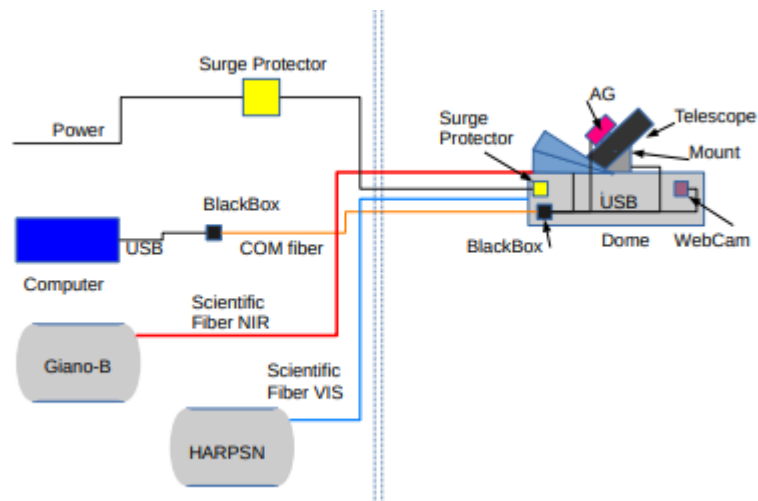 Surge Protector
Power
BlackBox
USB
COM fiber
Computer
Scientific
Fiber NIR
Giano-B
Scientific
Fiber VIS
HARPSN
AG
Telescope
Surge
Protector
Mount
USB
BlackBox
Dome
WebCam